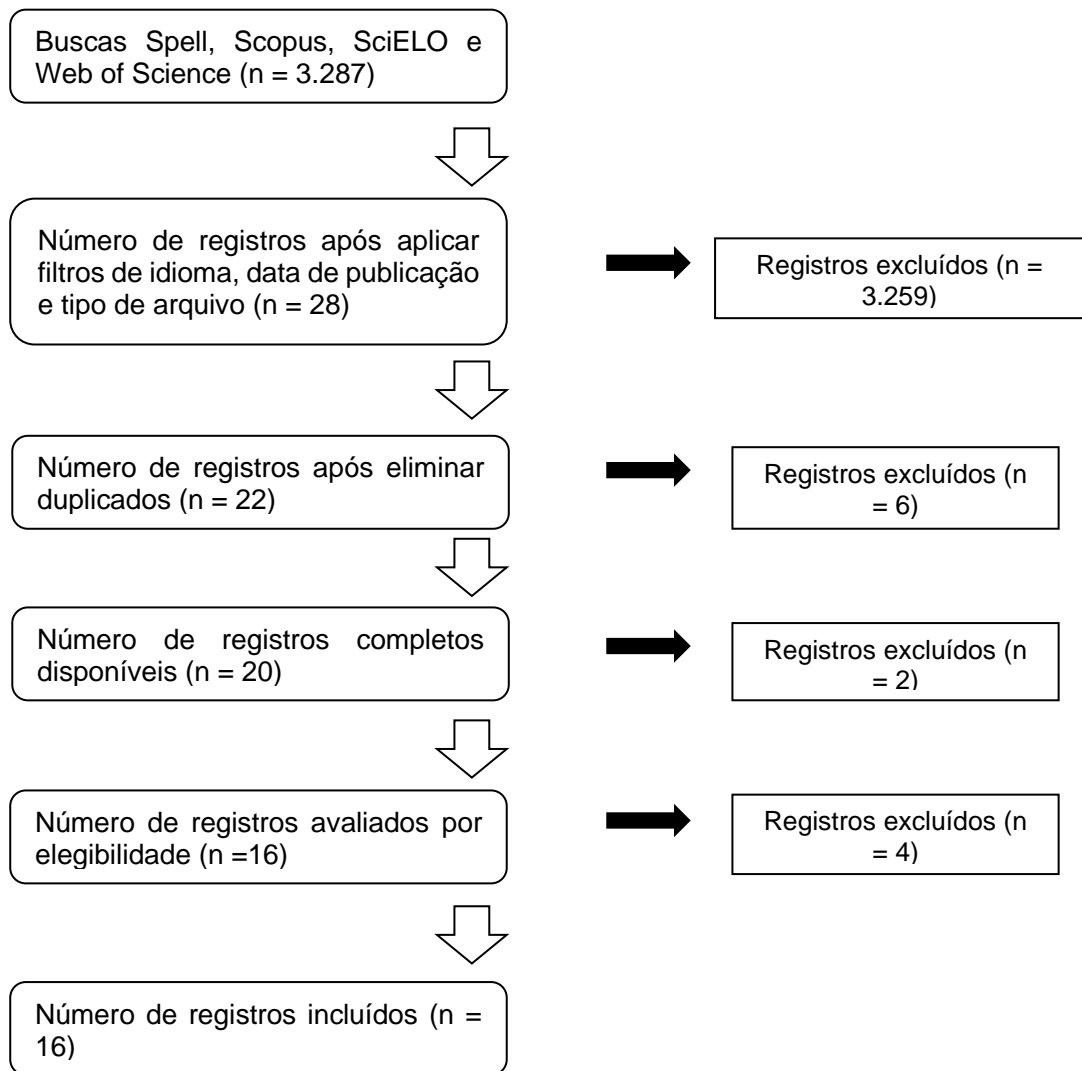 Buscas Spell, Scopus, SciELO e
Web of Science (n = 3.287)
Número de registros após aplicar
filtros de idioma, data de publicação
e tipo de arquivo (n = 28)
Registros excluídos (n =
3.259)
Número de registros após eliminar
duplicados (n = 22)
Registros excluídos (n
= 6)
Número de registros completos
disponíveis (n = 20)
Registros excluídos (n
= 2)
Número de registros avaliados por
elegibilidade (n =16)
Registros excluídos (n
= 4)
Número de registros incluídos (n =
16)